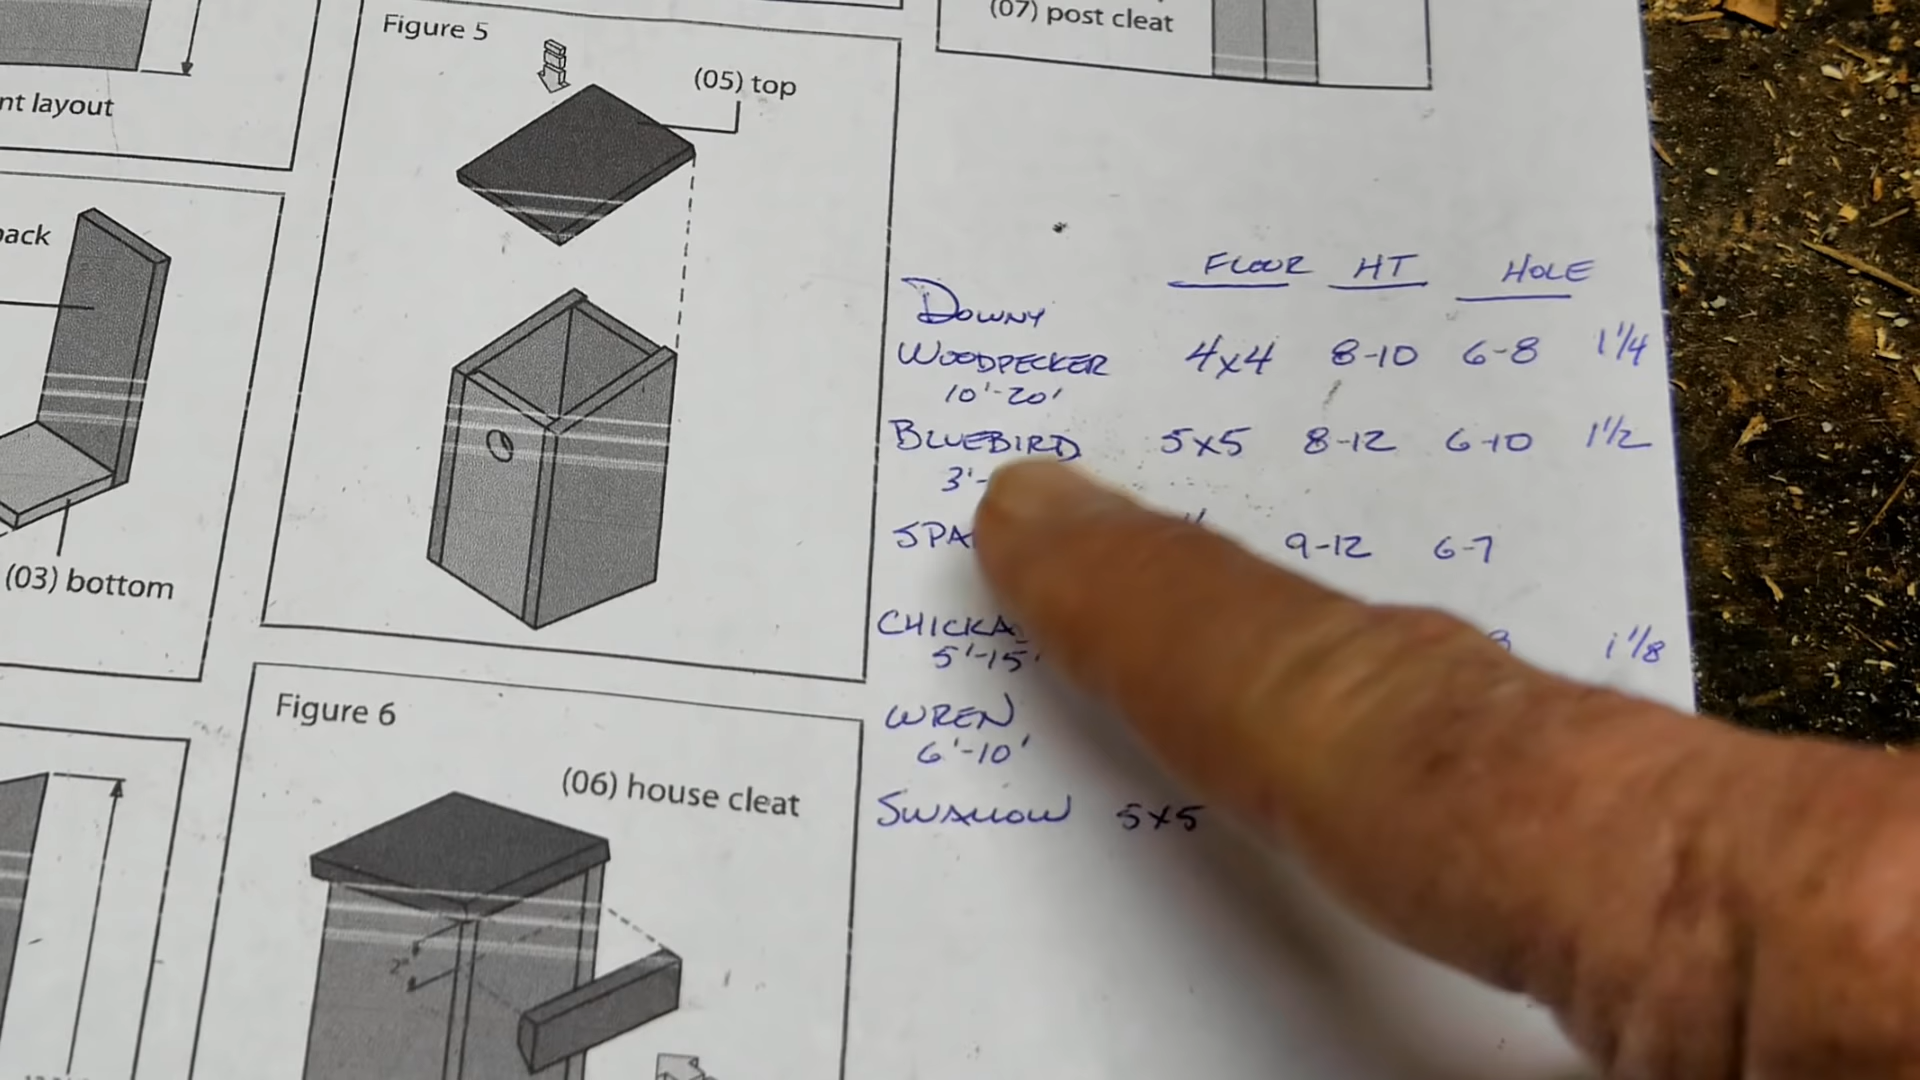 (07) post cleat
Figure 5
(05) top
nt layout
ack
(03) bottom
FLOOR HT HOLE
DOWNY
WOODPECKER 4x4 8-10 6-8 1 1/4
10'-20'
BLUEBIRD 5x5 8-12 6-10 1 1/2
3'-
SPA 9-12 6-7
CHICKA 1 1/8
5'-15'
WREN
6'-10'
SWALLOW 5x5
Figure 6
(06) house cleat
2"